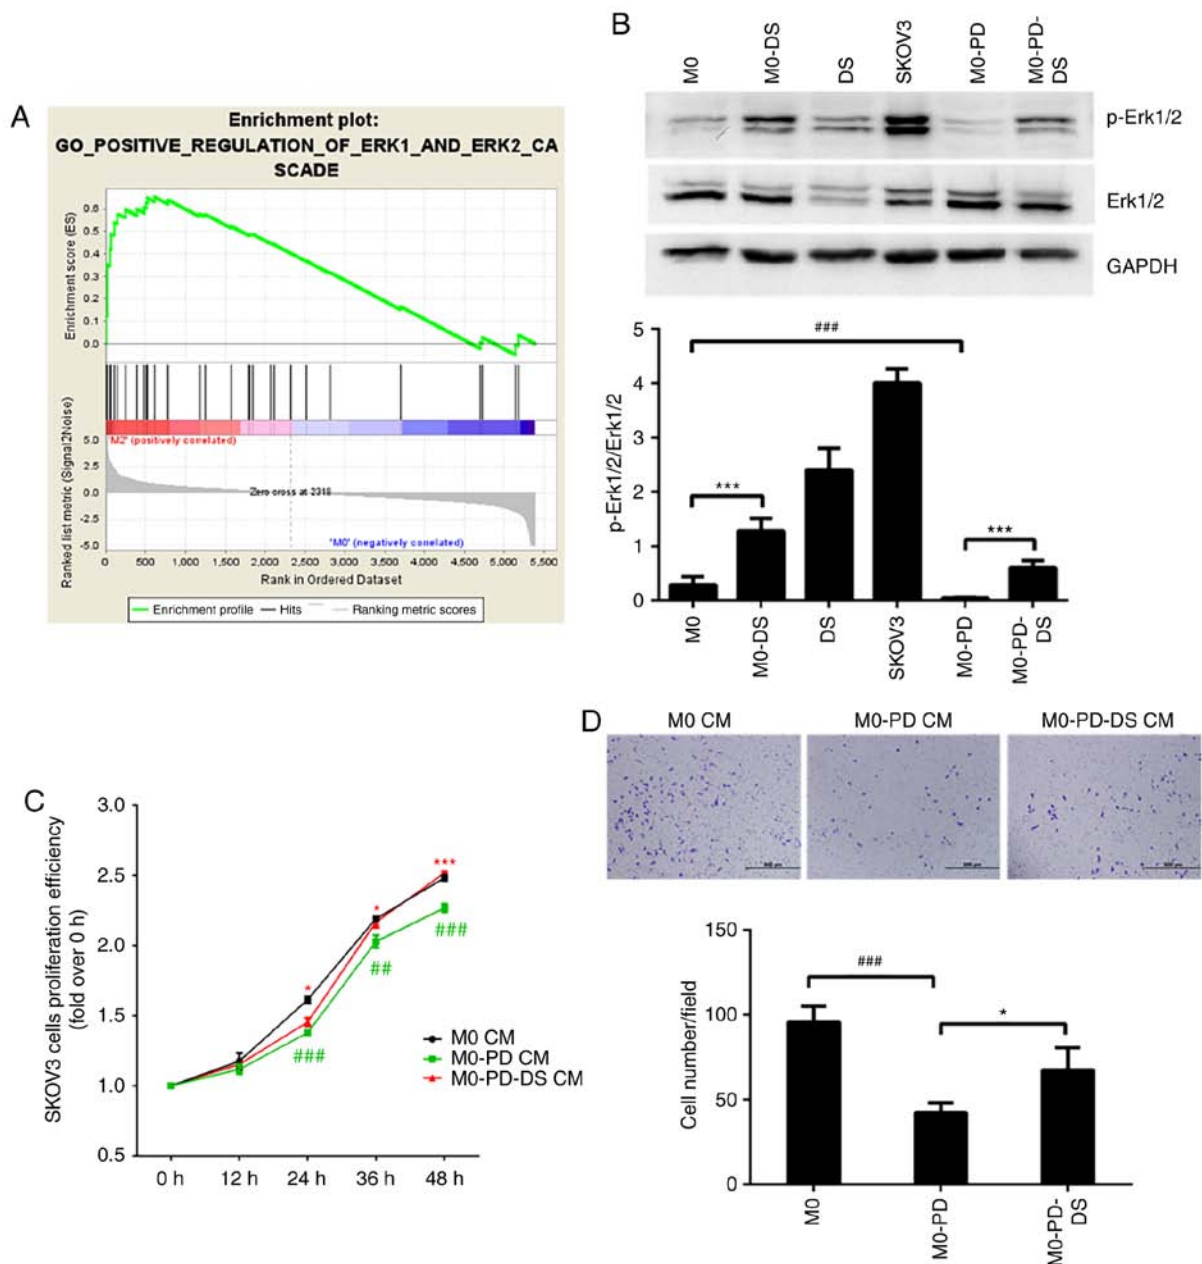 A
Enrichment plot:
GO_POSITIVE_REGULATION_OF_ERK1_AND_ERK2_CA
SCADE
Enrichment score (ES)
0.6
0.5
0.4
0.3
0.2
0.1
0.0
Ranked list metric (Signal2Noise)
5.0
2.5
0.0
-2.5
-5.0
'M2' (positively correlated)
Zero cross at 2318
'M0' (negatively correlated)
0 500 1,000 1,500 2,000 2,500 3,000 3,500 4,000 4,500 5,000 5,500
Rank in Ordered Dataset
Enrichment profile Hits Ranking metric scores
B
M0 M0-DS DS SKOV3 M0-PD M0-PD-
DS
p-Erk1/2
Erk1/2
GAPDH
p-Erk1/2/Erk1/2
5
4
3
2
1
0
###
***
***
M0 M0-DS DS SKOV3 M0-PD M0-PD-
DS
C
SKOV3 cells proliferation efficiency
(fold over 0 h)
3.0
2.5
2.0
1.5
1.0
0.5
*
*
***
###
##
###
M0 CM
M0-PD CM
M0-PD-DS CM
0 h 12 h 24 h 36 h 48 h
D
M0 CM M0-PD CM M0-PD-DS CM
Cell number/field
150
100
50
0
###
*
M0 M0-PD M0-PD-
DS